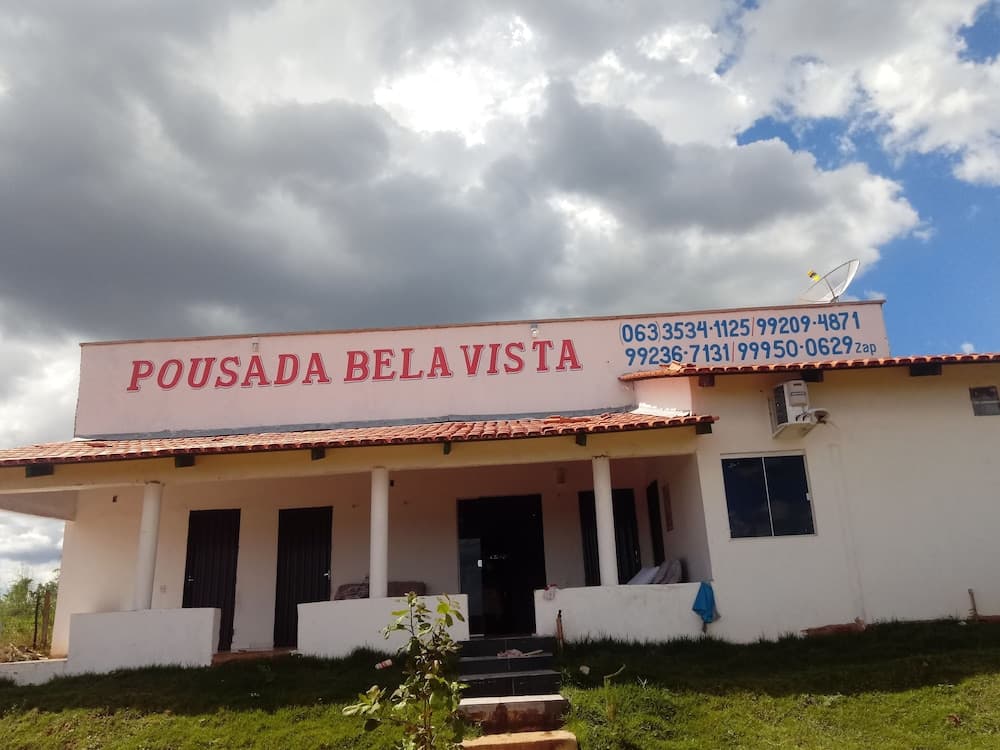 POUSADA BELA VISTA
063 3534-1125/99209-4871
99236-7131/99950-0629 Zap